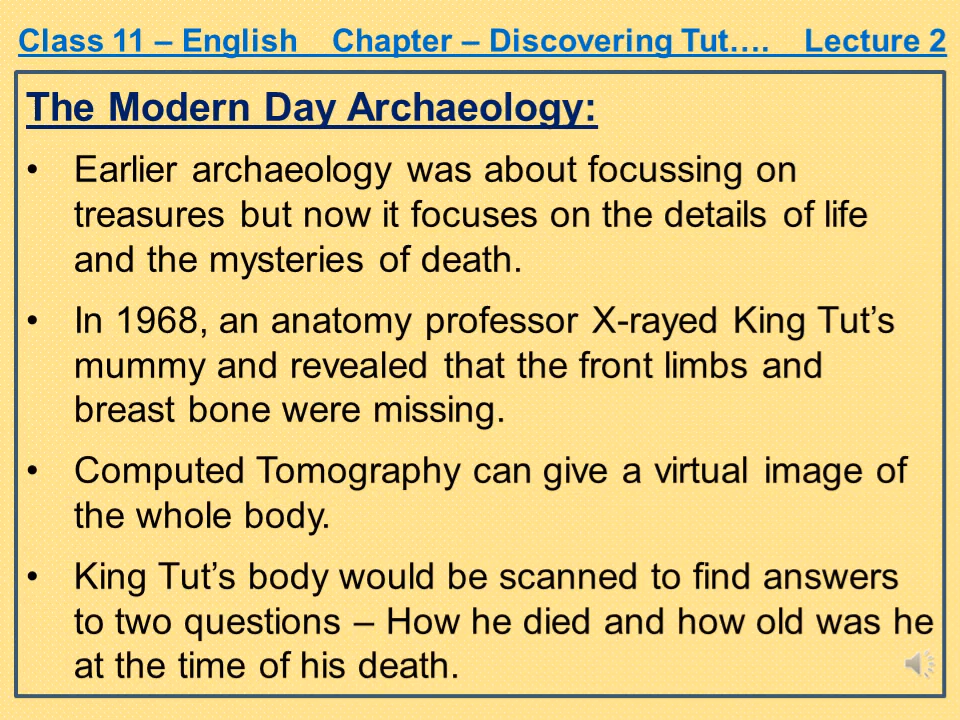 Class 11 – English    Chapter – Discovering Tut….    Lecture 2
The Modern Day Archaeology:
• Earlier archaeology was about focussing on
treasures but now it focuses on the details of life
and the mysteries of death.
• In 1968, an anatomy professor X-rayed King Tut’s
mummy and revealed that the front limbs and
breast bone were missing.
• Computed Tomography can give a virtual image of
the whole body.
• King Tut’s body would be scanned to find answers
to two questions – How he died and how old was he
at the time of his death.